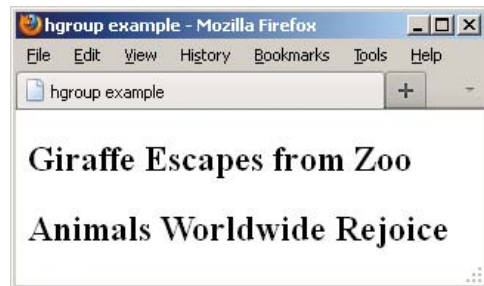 hgroup example - Mozilla Firefox
File Edit View History Bookmarks Tools Help
hgroup example
Giraffe Escapes from Zoo
Animals Worldwide Rejoice